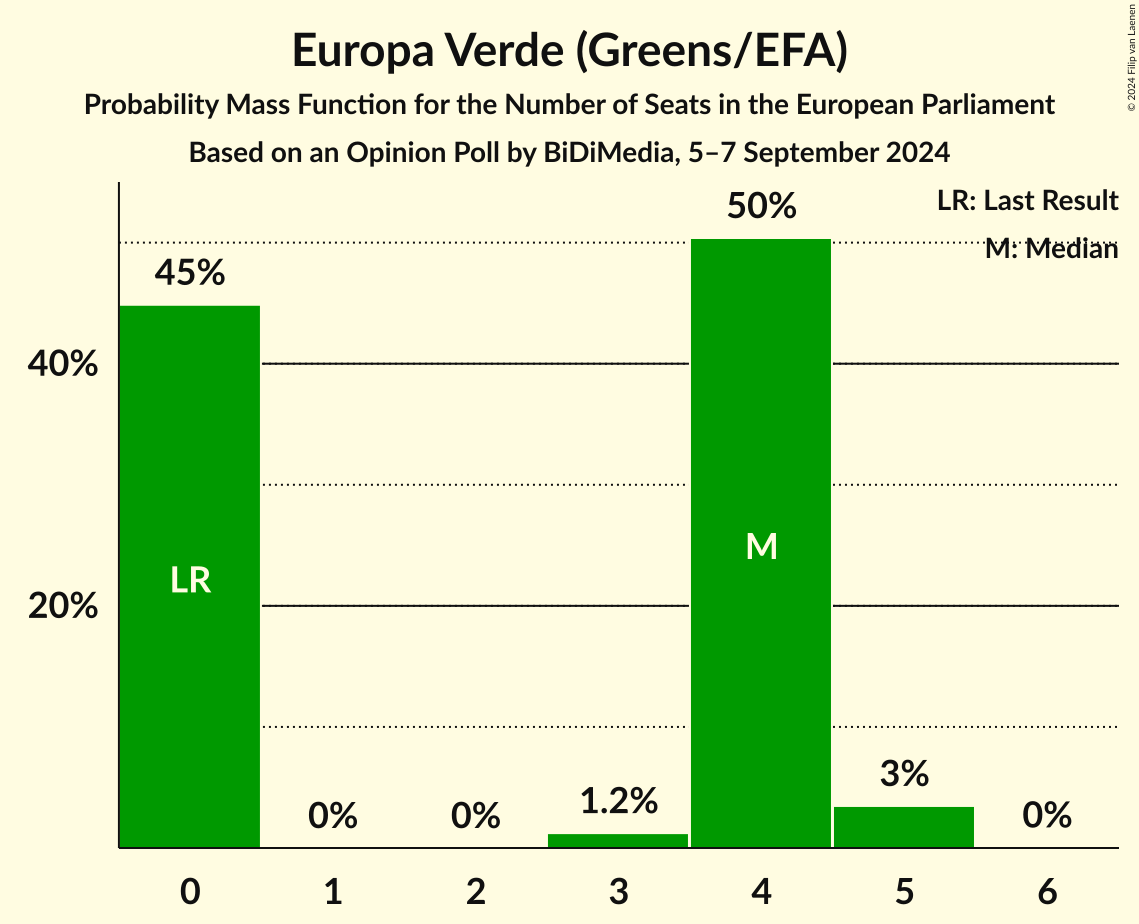 Europa Verde (Greens/EFA)
Probability Mass Function for the Number of Seats in the European Parliament
Based on an Opinion Poll by BiDiMedia, 5–7 September 2024
© 2024 Filip van Laenen
LR: Last Result
M: Median
50%
45%
40%
M
LR
20%
3%
1.2%
0%
0%
0%
0 1 2 3 4 5 6